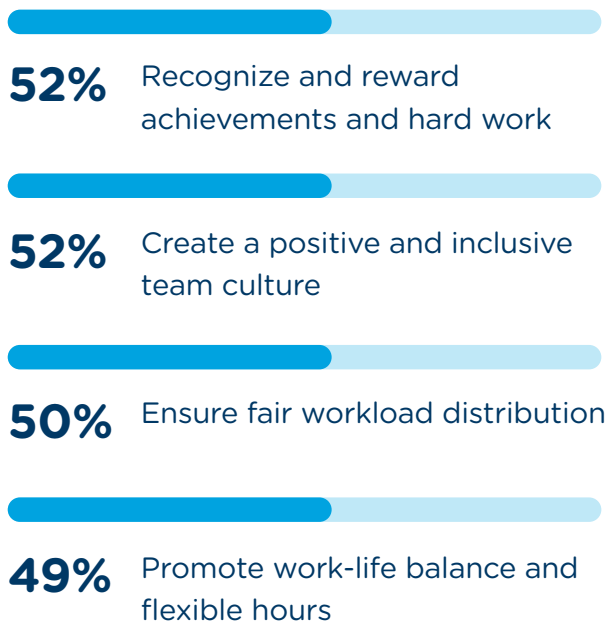 52%
Recognize and reward
achievements and hard work
52%
Create a positive and inclusive
team culture
50%
Ensure fair workload distribution
49%
Promote work-life balance and
flexible hours